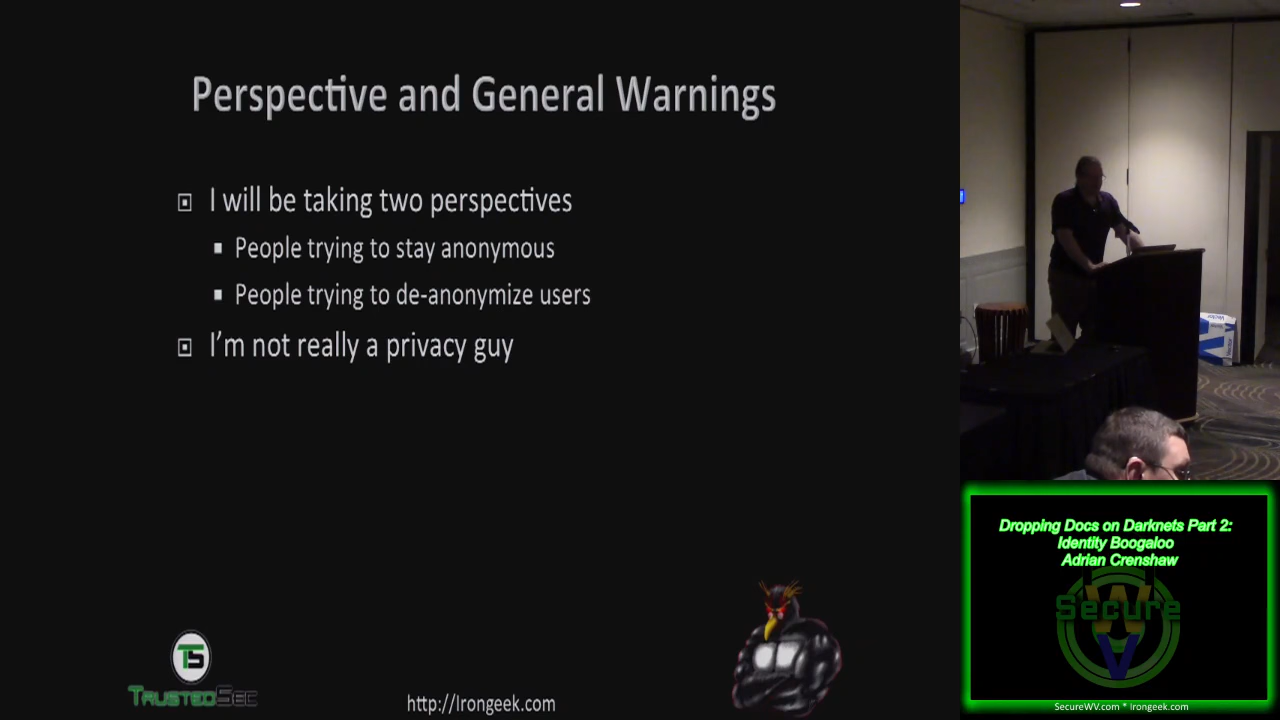 Perspective and General Warnings
I will be taking two perspectives
People trying to stay anonymous
People trying to de-anonymize users
I'm not really a privacy guy
TS
TRUSTEDSEC
http://Irongeek.com
Dropping Docs on Darknets Part 2:
Identity Boogaloo
Adrian Crenshaw
Secure
WV
SecureWV.com * Irongeek.com